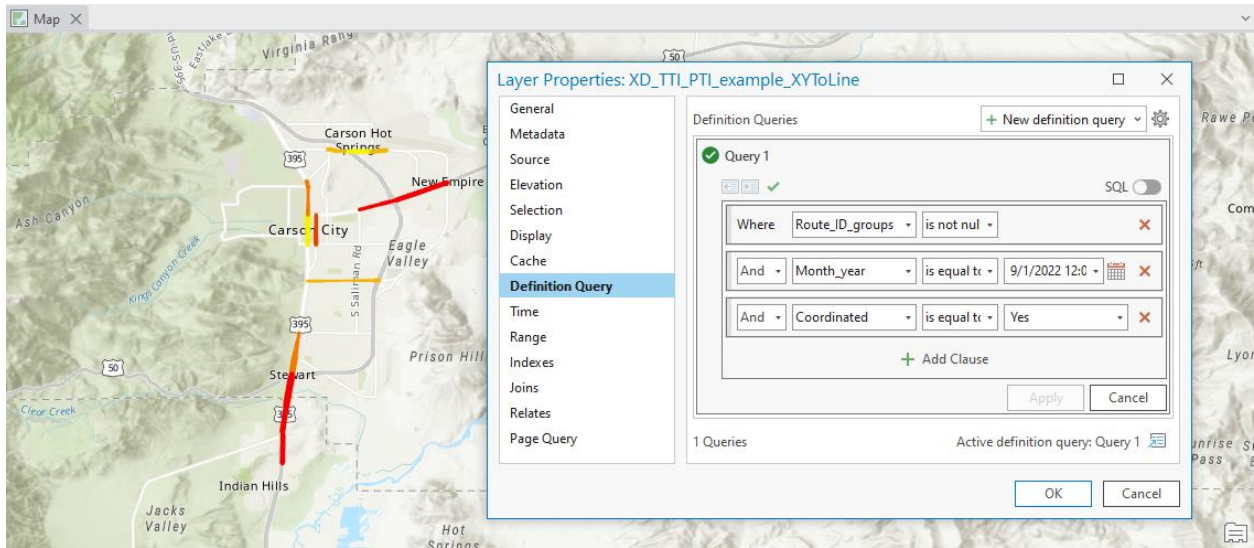 Map
Virginia Rang
50
Carson Hot
Springs
395
New Empire
Ash Canyon
Carson City
Eagle
Valley
Kings Canyon Creek
S Saliman Rd
395
Prison Hill
50
Stewart
Clear Creek
395
Indian Hills
Jacks
Valley
Hot
Springs
Layer Properties: XD_TTI_PTI_example_XYToLine
General
Metadata
Source
Elevation
Selection
Display
Cache
Definition Query
Time
Range
Indexes
Joins
Relates
Page Query
Definition Queries
New definition query
Query 1
SQL
Where Route_ID_groups is not nul
And Month_year is equal to 9/1/2022 12:0
And Coordinated is equal to Yes
Add Clause
Apply Cancel
1 Queries Active definition query: Query 1
OK Cancel
Rawe P
Com
Lyon
Pass